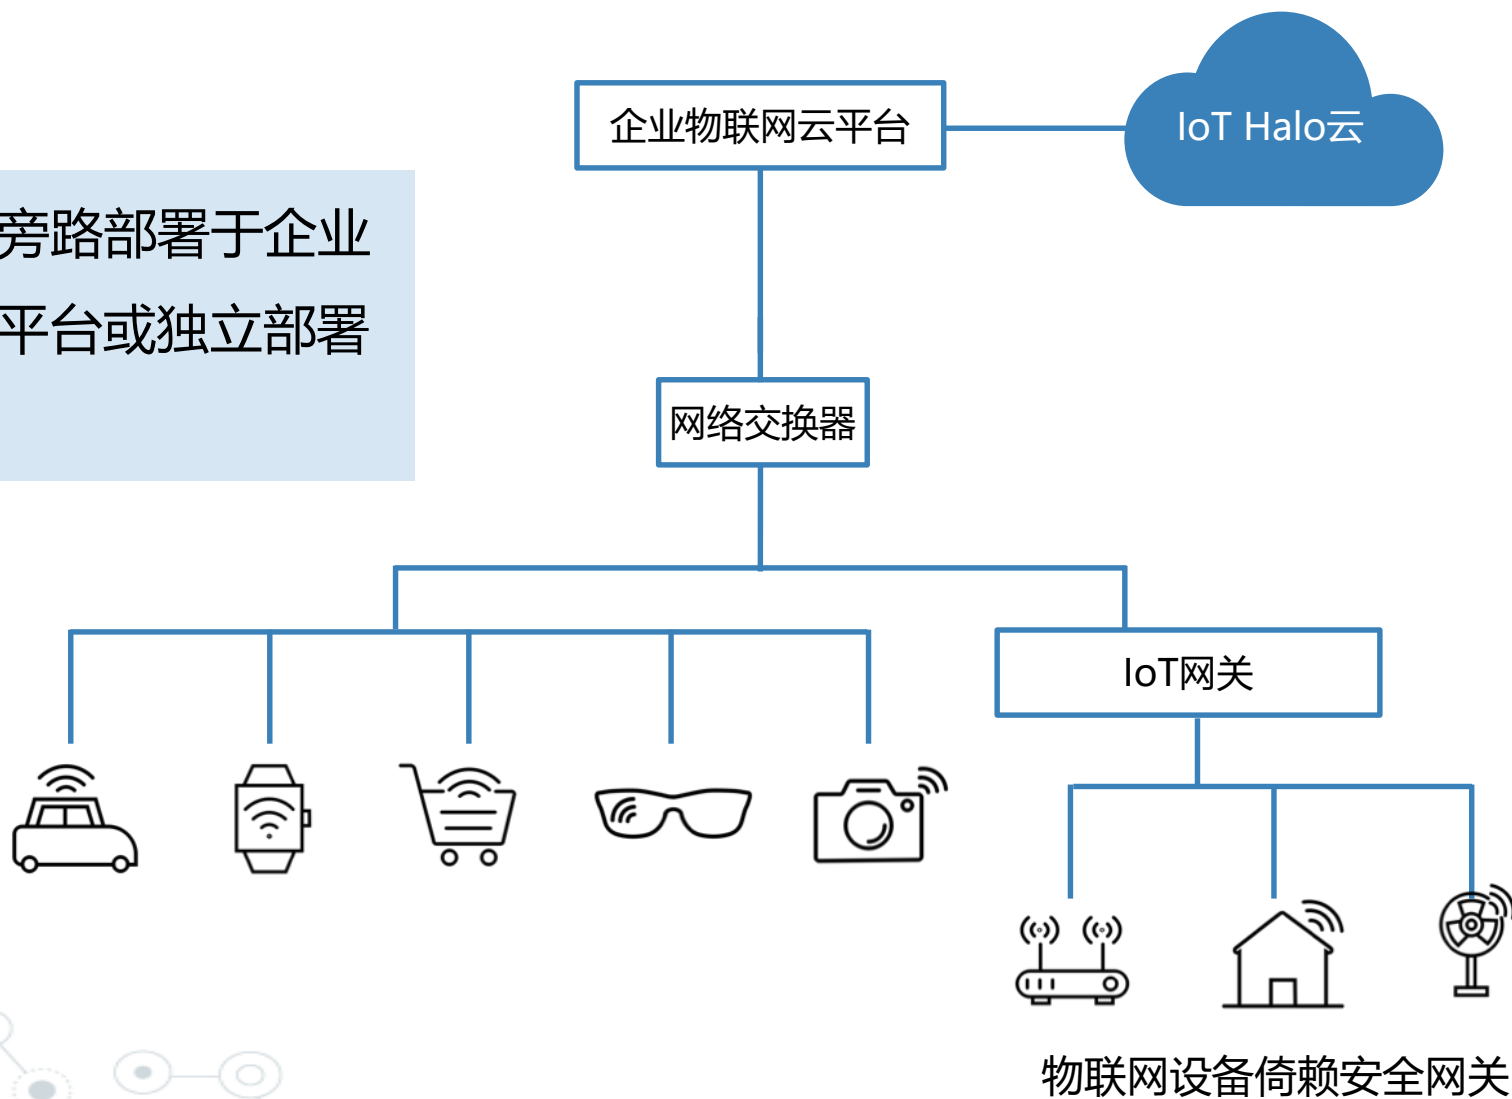 企业物联网云平台
IoT Halo云
旁路部署于企业
平台或独立部署
网络交换器
IoT网关
物联网设备倚赖安全网关